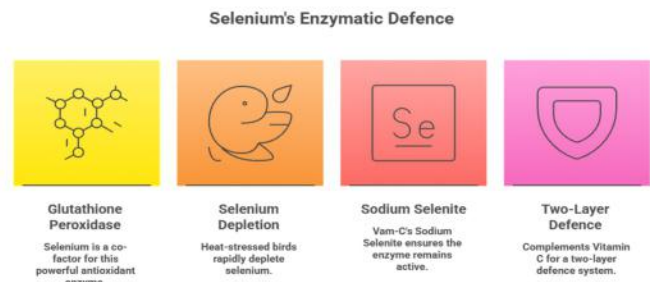 Selenium's Enzymatic Defence
Se
Glutathione
Peroxidase
Selenium is a co-
factor for this
powerful antioxidant
enzyme.
Selenium
Depletion
Heat-stressed birds
rapidly deplete
selenium.
Sodium Selenite
Vam-C's Sodium
Selenite ensures the
enzyme remains
active.
Two-Layer
Defence
Complements Vitamin
C for a two-layer
defence system.